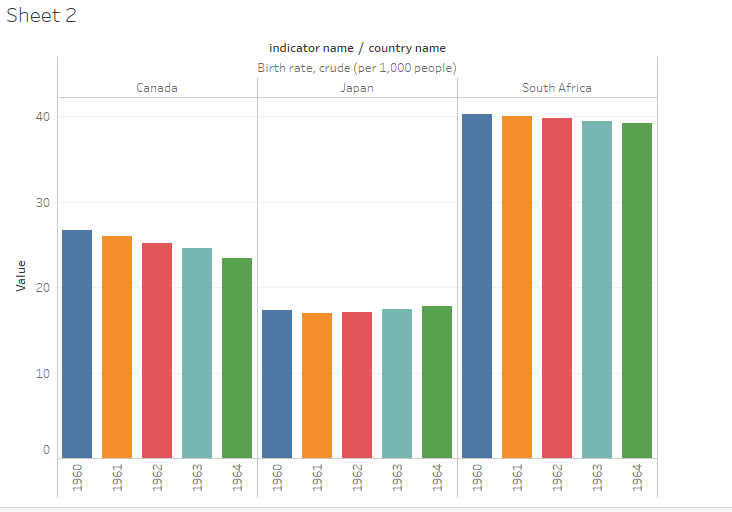 Sheet 2
indicator name / country name
Birth rate, crude (per 1,000 people)
Canada Japan South Africa
40
30
20
10
0
Value
1960 1961 1962 1963 1964 1960 1961 1962 1963 1964 1960 1961 1962 1963 1964